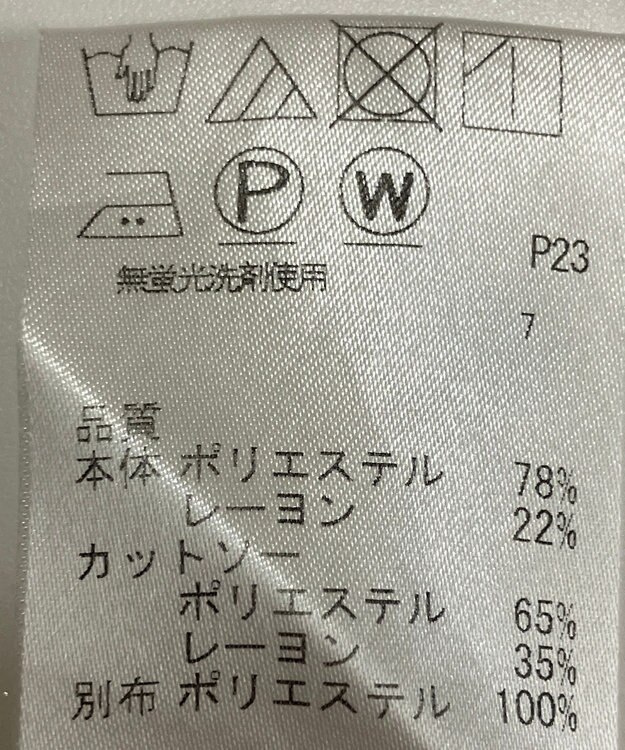 P W
P23
無蛍光洗剤使用
7
品質
本体 ポリエステル 78%
レーヨン 22%
カットソー
ポリエステル 65%
レーヨン 35%
別布 ポリエステル 100%